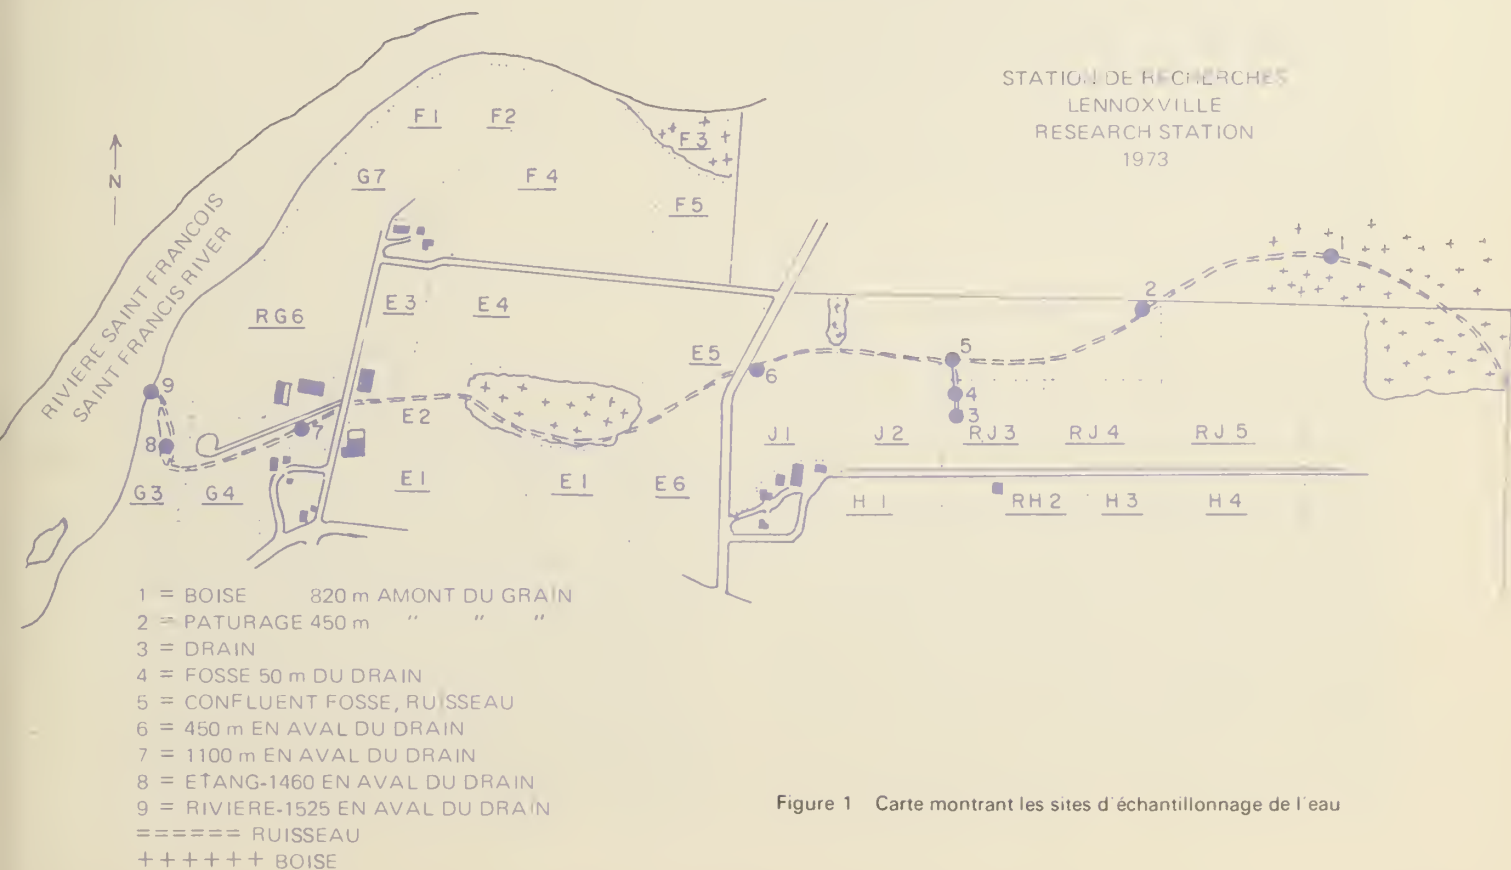 STATION DE RECHERCHES
LENNOXVILLE
RESEARCH STATION
1973
N
RIVIERE SAINT FRANCOIS
SAINT FRANCIS RIVER
F1 F2
F3
G7 F4
F5
1
2
RG6 E3 E4
E5
5
6
4
3
9
8
7
E2
J1 J2 RJ3 RJ4 RJ5
G3 G4 E1 E1 E6
H1 RH2 H3 H4
1 = BOISE 820 m AMONT DU GRAIN
2 = PATURAGE 450 m " " "
3 = DRAIN
4 = FOSSE 50 m DU DRAIN
5 = CONFLUENT FOSSE, RUISSEAU
6 = 450 m EN AVAL DU DRAIN
7 = 1100 m EN AVAL DU DRAIN
8 = ETANG-1460 EN AVAL DU DRAIN
9 = RIVIERE-1525 EN AVAL DU DRAIN
====== RUISSEAU
++++++ BOISE
Figure 1 Carte montrant les sites d'échantillonnage de l'eau